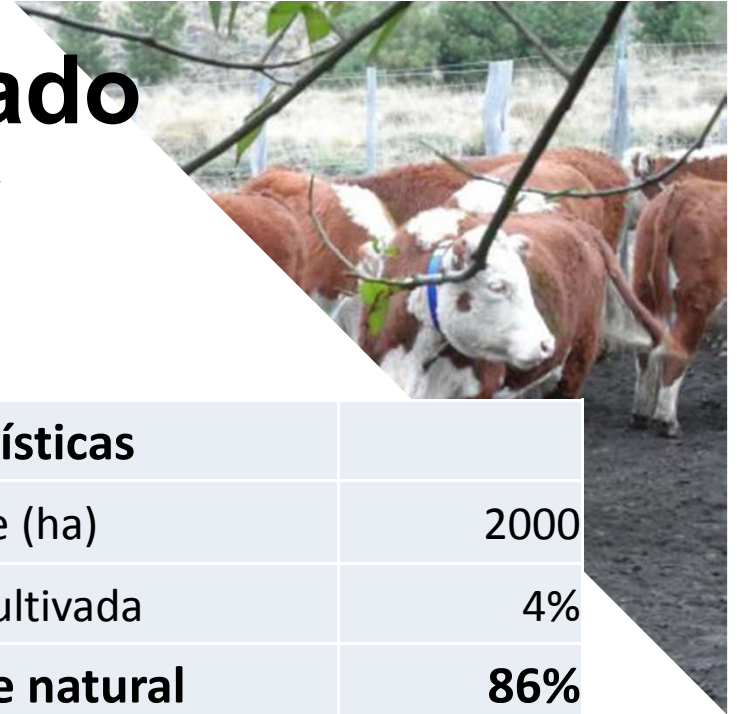 ado
ísticas
e (ha) 2000
ultivada 4%
e natural 86%